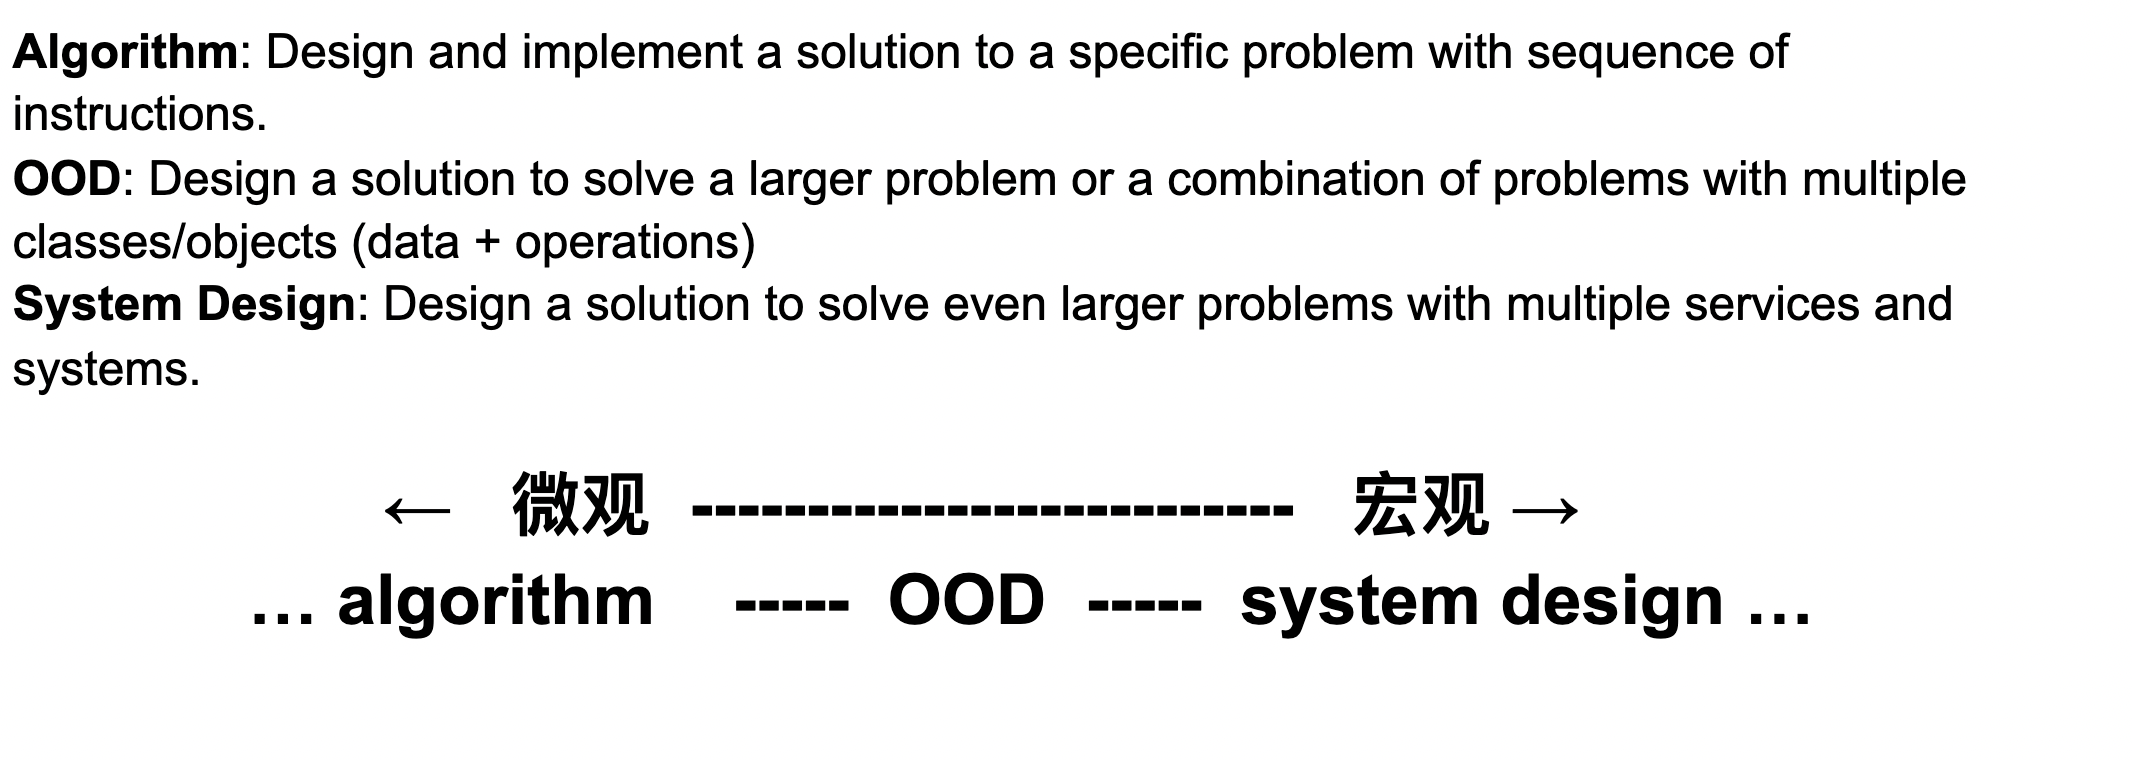 Algorithm: Design and implement a solution to a specific problem with sequence of
instructions.
OOD: Design a solution to solve a larger problem or a combination of problems with multiple
classes/objects (data + operations)
System Design: Design a solution to solve even larger problems with multiple services and
systems.
← 微观 -------------------------- 宏观 →
… algorithm ----- OOD ----- system design …